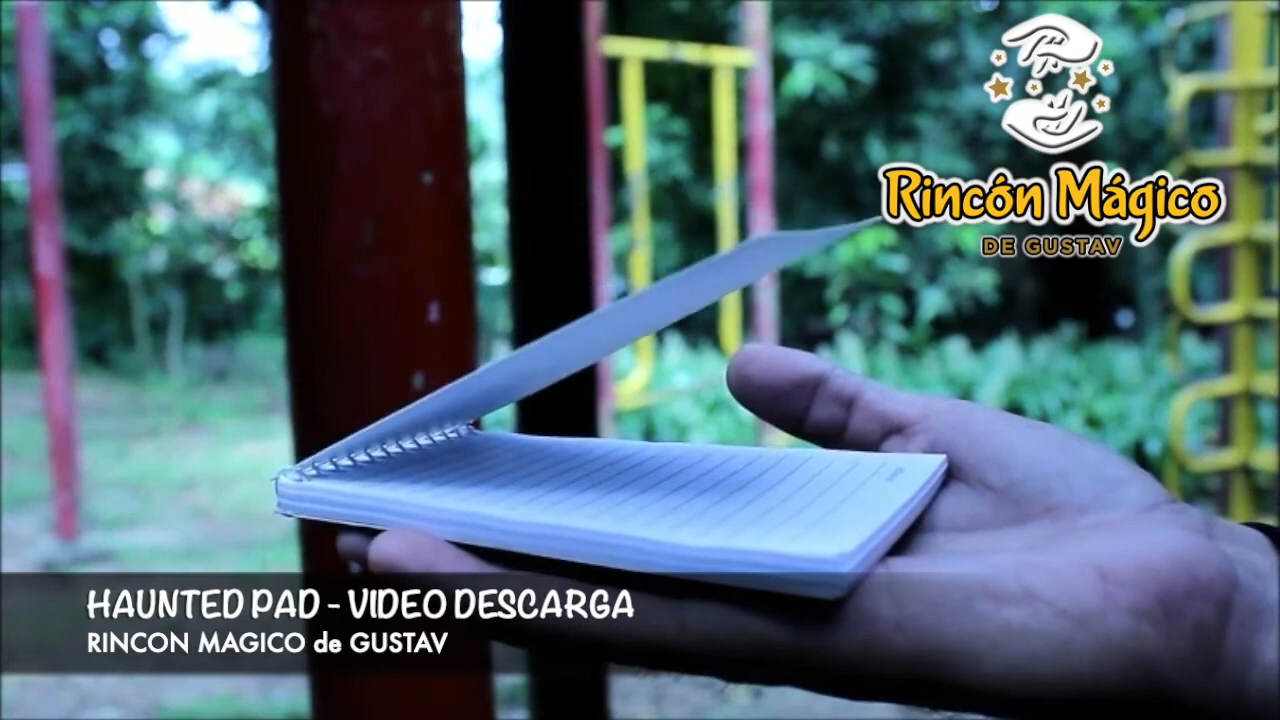 Rincón Mágico
DE GUSTAV
HAUNTED PAD - VIDEO DESCARGA
RINCON MAGICO de GUSTAV